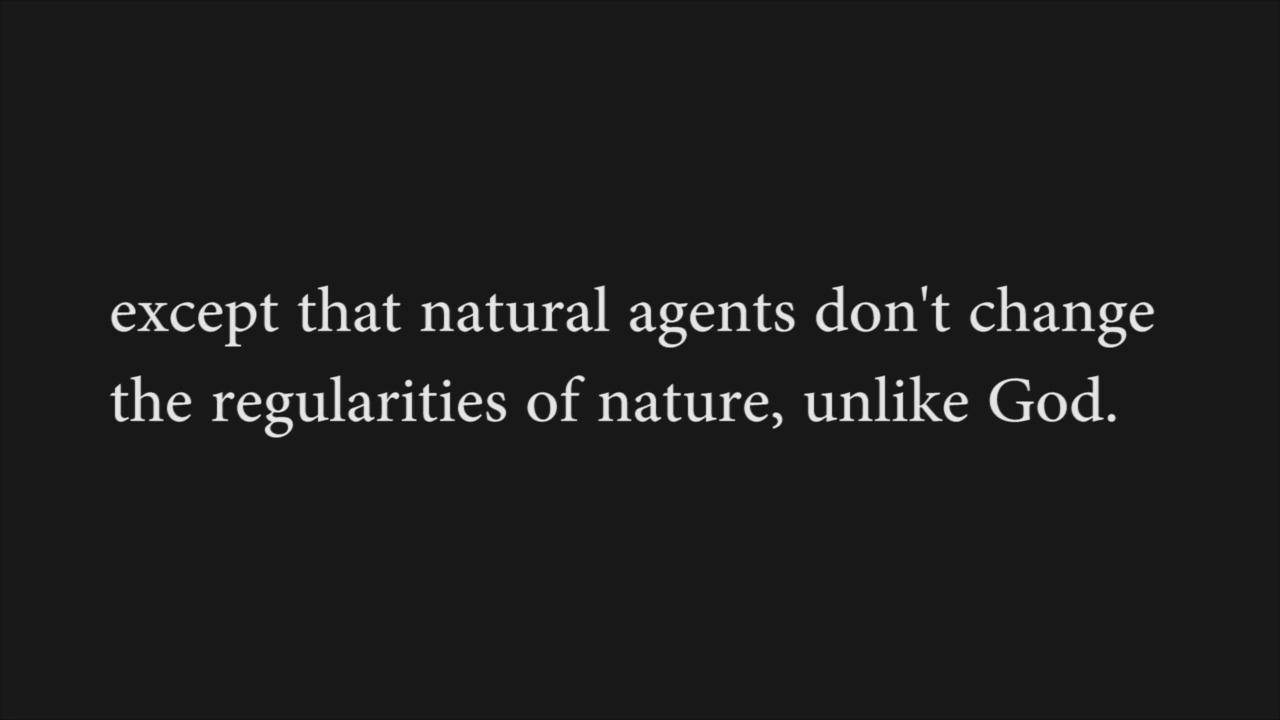 except that natural agents don't change
the regularities of nature, unlike God.